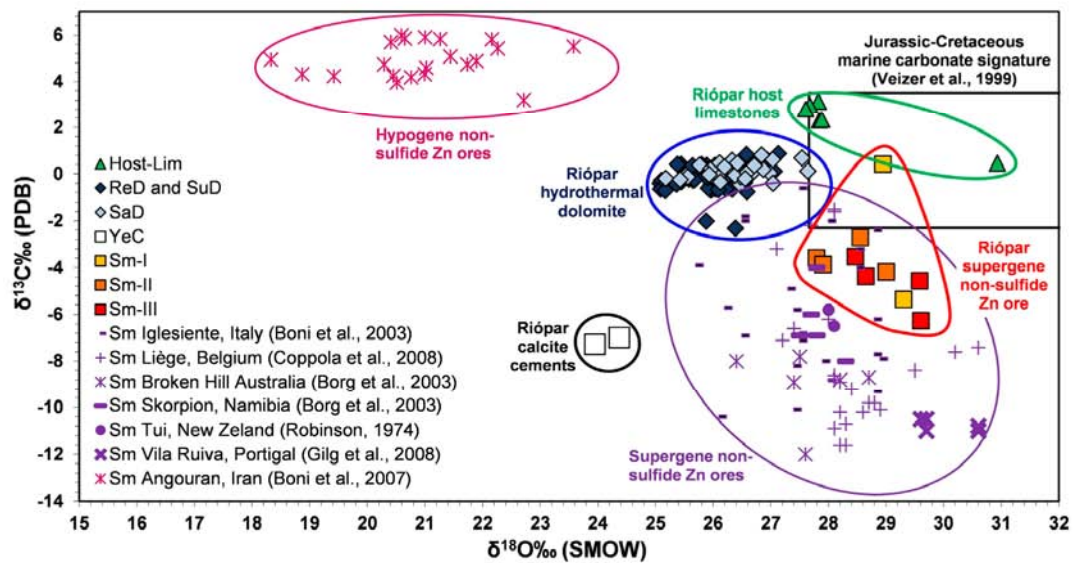 6
4
2
0
-2
-4
-6
-8
-10
-12
-14
δ13C‰ (PDB)
Jurassic-Cretaceous
marine carbonate signature
(Veizer et al., 1999)
Riópar host
limestones
Hypogene non-
sulfide Zn ores
Riópar
hydrothermal
dolomite
Riópar
supergene
non-sulfide
Zn ore
Riópar
calcite
cements
Supergene non-
sulfide Zn ores
Host-Lim
ReD and SuD
SaD
YeC
Sm-I
Sm-II
Sm-III
Sm Iglesiente, Italy (Boni et al., 2003)
Sm Liège, Belgium (Coppola et al., 2008)
Sm Broken Hill Australia (Borg et al., 2003)
Sm Skorpion, Namibia (Borg et al., 2003)
Sm Tui, New Zeland (Robinson, 1974)
Sm Vila Ruiva, Portigal (Gilg et al., 2008)
Sm Angouran, Iran (Boni et al., 2007)
15 16 17 18 19 20 21 22 23 24 25 26 27 28 29 30 31 32
δ18O‰ (SMOW)